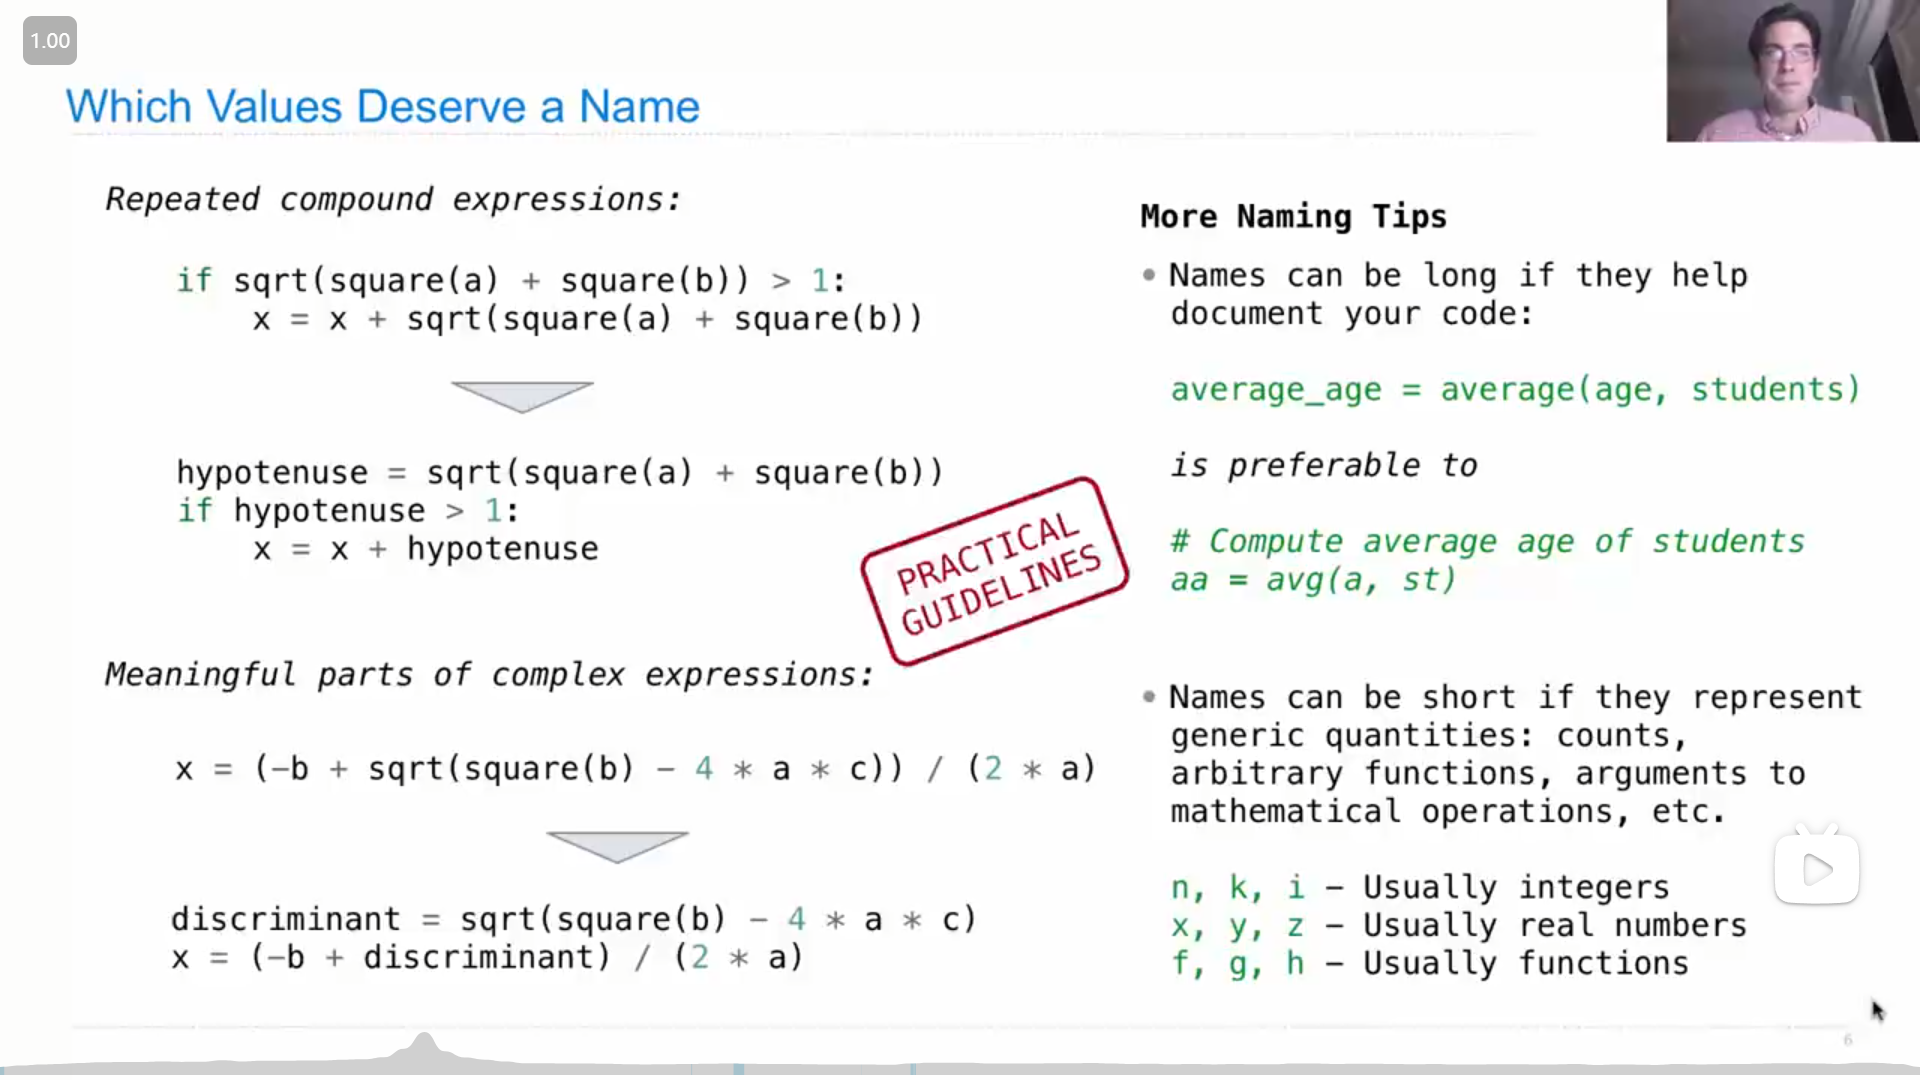 1.00
Which Values Deserve a Name
Repeated compound expressions:
if sqrt(square(a) + square(b)) > 1:
    x = x + sqrt(square(a) + square(b))
hypotenuse = sqrt(square(a) + square(b))
if hypotenuse > 1:
    x = x + hypotenuse
PRACTICAL
GUIDELINES
Meaningful parts of complex expressions:
x = (-b + sqrt(square(b) - 4 * a * c)) / (2 * a)
discriminant = sqrt(square(b) - 4 * a * c)
x = (-b + discriminant) / (2 * a)
More Naming Tips
• Names can be long if they help
document your code:
average_age = average(age, students)
is preferable to
# Compute average age of students
aa = avg(a, st)
• Names can be short if they represent
generic quantities: counts,
arbitrary functions, arguments to
mathematical operations, etc.
n, k, i – Usually integers
x, y, z – Usually real numbers
f, g, h – Usually functions
6